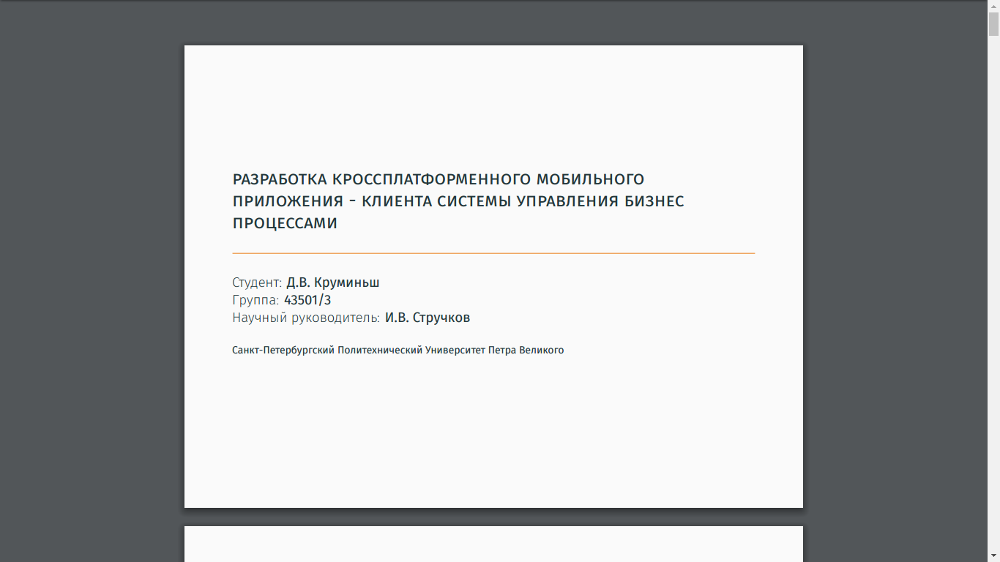 РАЗРАБОТКА КРОССПЛАТФОРМЕННОГО МОБИЛЬНОГО
ПРИЛОЖЕНИЯ - КЛИЕНТА СИСТЕМЫ УПРАВЛЕНИЯ БИЗНЕС
ПРОЦЕССАМИ
Студент: Д.В. Круминьш
Группа: 43501/3
Научный руководитель: И.В. Стручков
Санкт-Петербургский Политехнический Университет Петра Великого